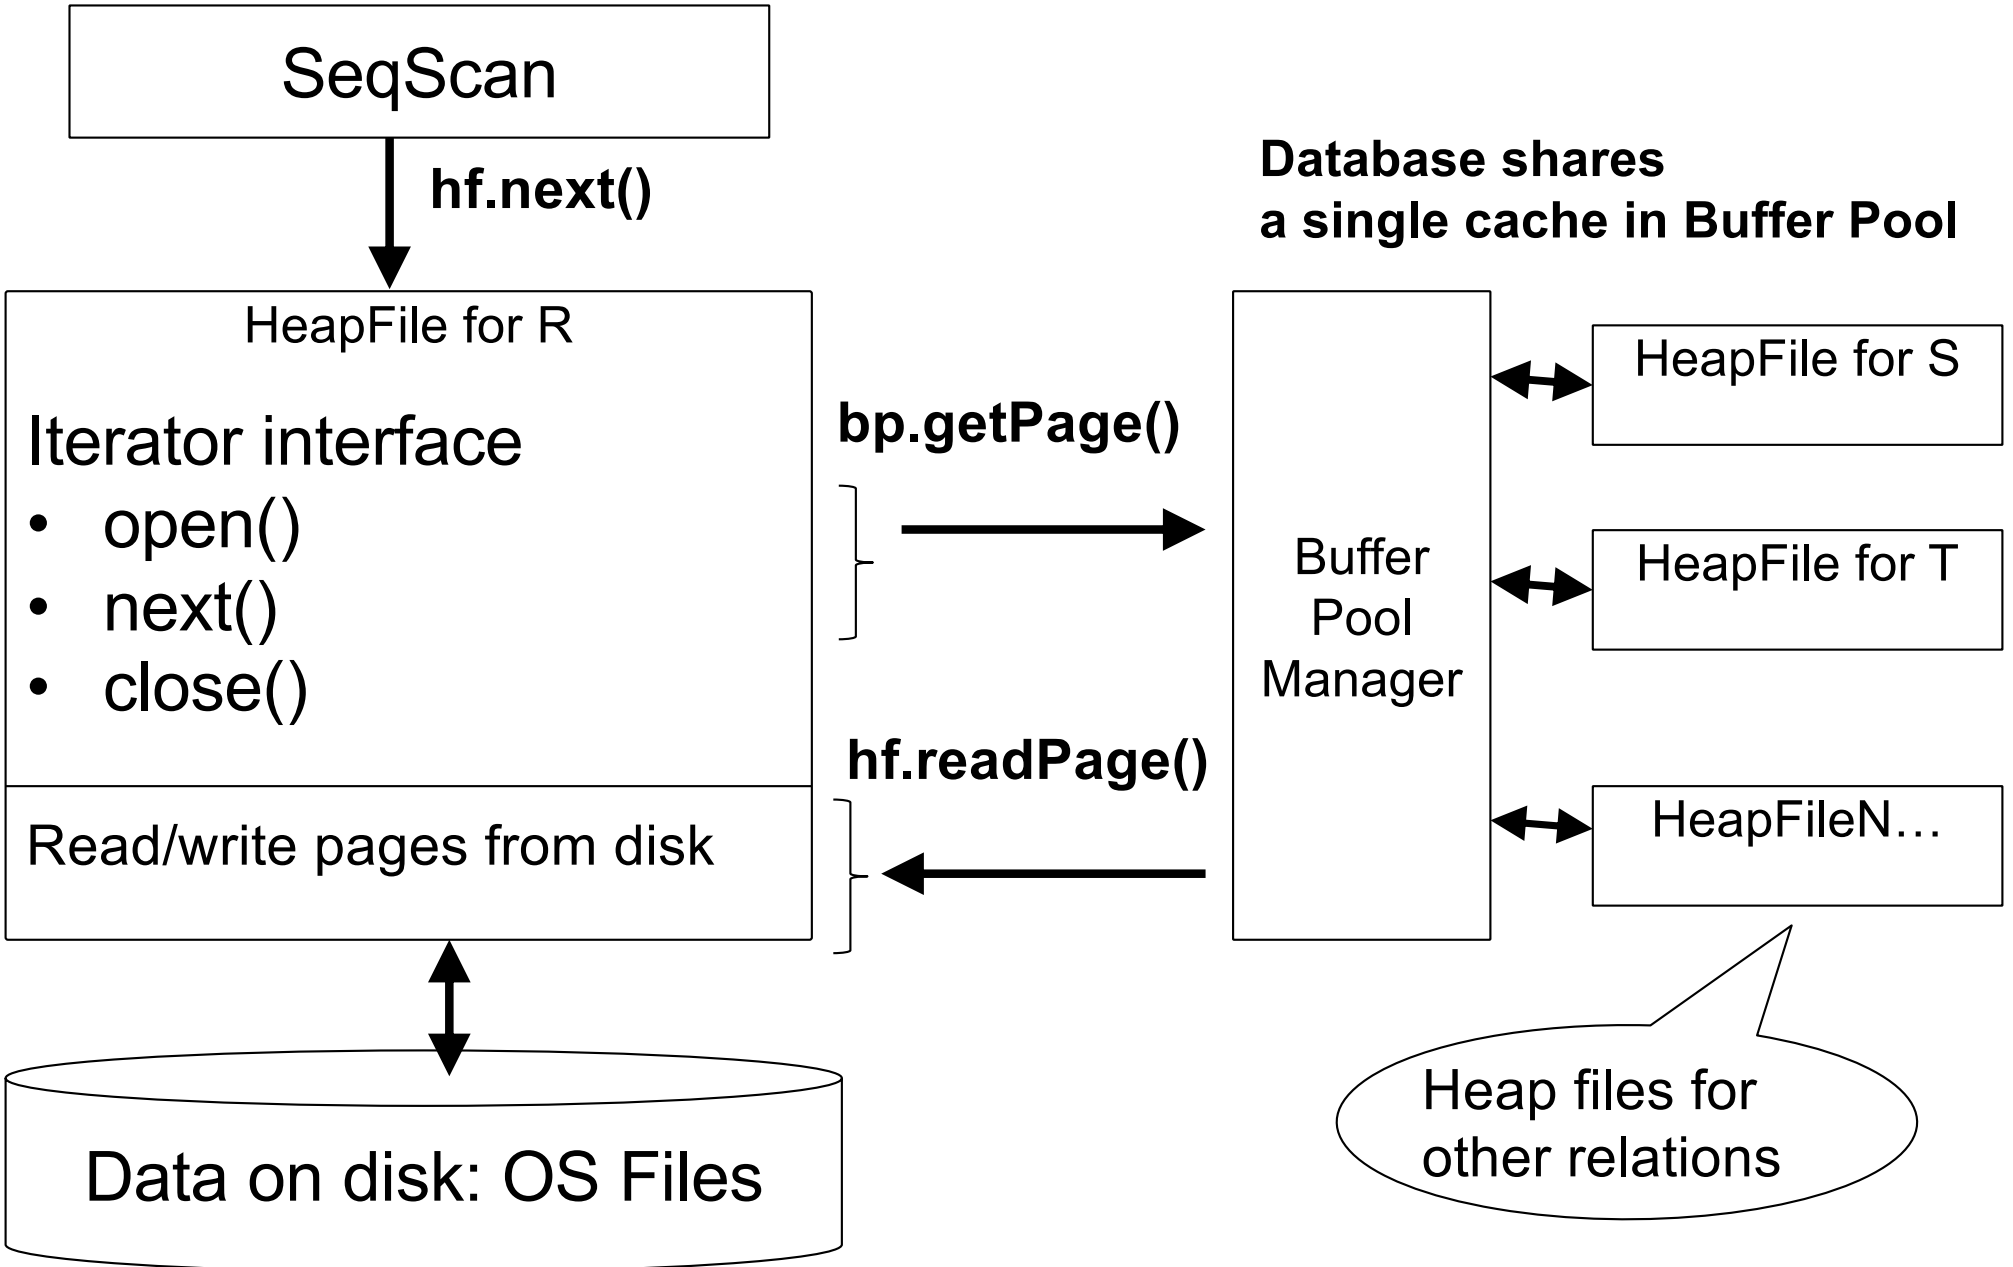 SeqScan
hf.next()
Database shares
a single cache in Buffer Pool
HeapFile for R
Iterator interface
• open()
• next()
• close()
Read/write pages from disk
bp.getPage()
hf.readPage()
Buffer
Pool
Manager
HeapFile for S
HeapFile for T
HeapFileN…
Heap files for
other relations
Data on disk: OS Files